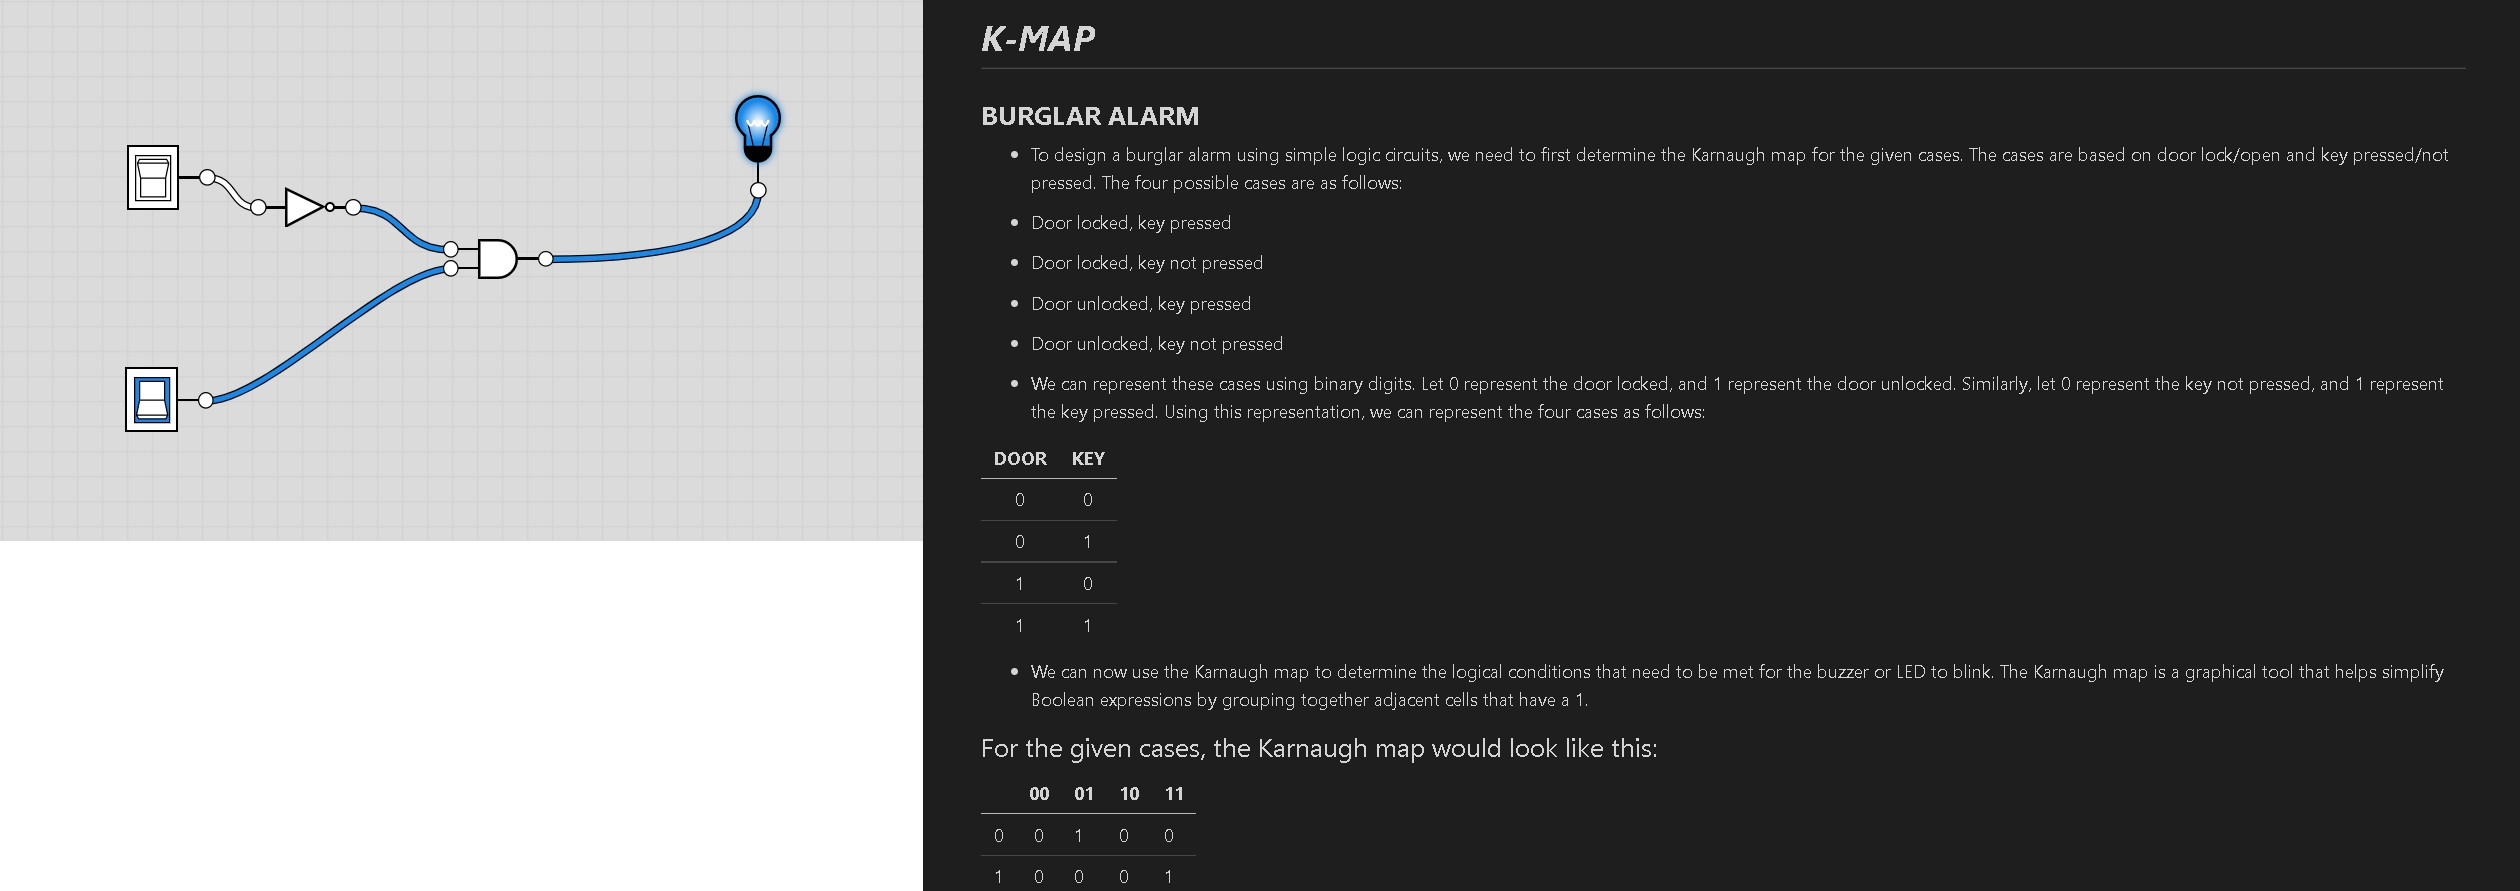 K-MAP
BURGLAR ALARM
To design a burglar alarm using simple logic circuits, we need to first determine the Karnaugh map for the given cases. The cases are based on door lock/open and key pressed/not
pressed. The four possible cases are as follows:
Door locked, key pressed
Door locked, key not pressed
Door unlocked, key pressed
Door unlocked, key not pressed
We can represent these cases using binary digits. Let 0 represent the door locked, and 1 represent the door unlocked. Similarly, let 0 represent the key not pressed, and 1 represent
the key pressed. Using this representation, we can represent the four cases as follows:
DOOR KEY
0 0
0 1
1 0
1 1
We can now use the Karnaugh map to determine the logical conditions that need to be met for the buzzer or LED to blink. The Karnaugh map is a graphical tool that helps simplify
Boolean expressions by grouping together adjacent cells that have a 1.
For the given cases, the Karnaugh map would look like this:
00 01 10 11
0 0 1 0 0
1 0 0 0 1